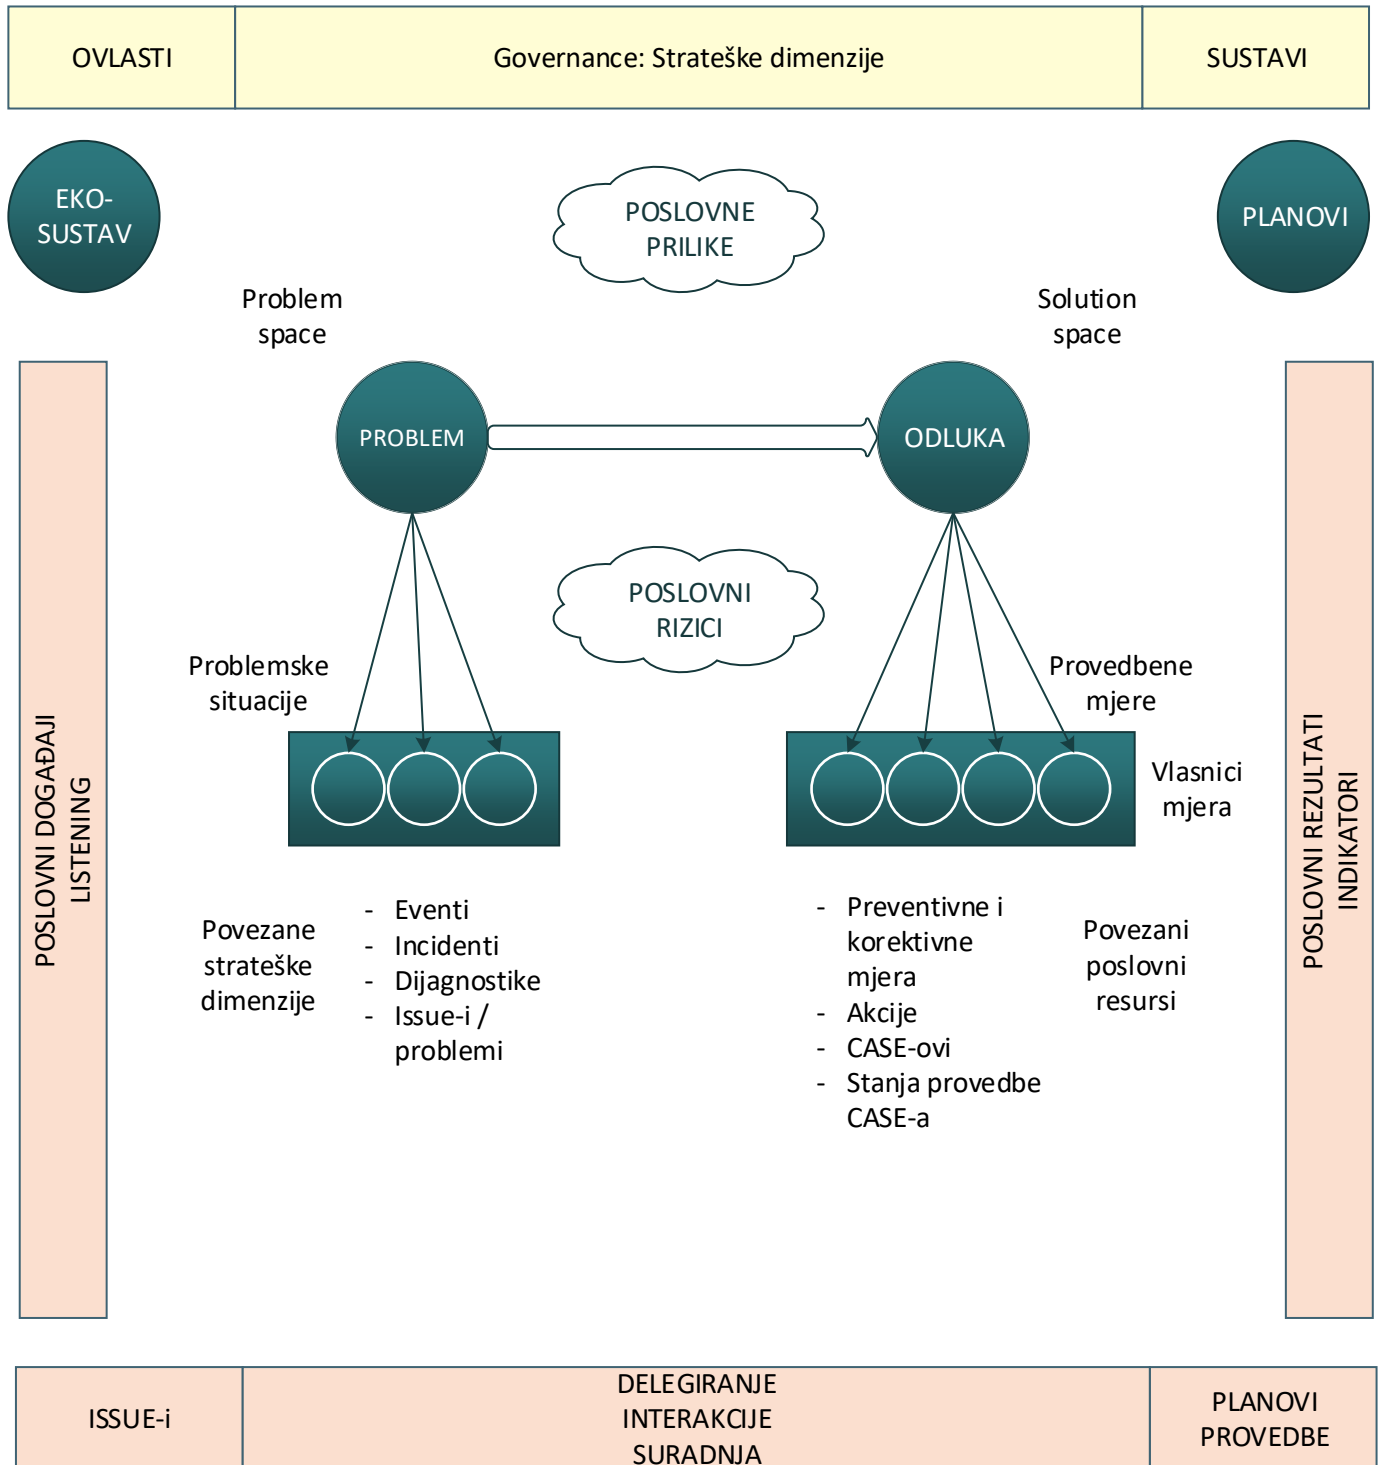 OVLASTI
Governance: Strateške dimenzije
SUSTAVI
EKO-
SUSTAV
POSLOVNE
PRILIKE
PLANOVI
Problem
space
Solution
space
PROBLEM
ODLUKA
POSLOVNI
RIZICI
Problemske
situacije
Provedbene
mjere
Vlasnici
mjera
POSLOVNI DOGAĐAJI
LISTENING
POSLOVNI REZULTATI
INDIKATORI
Povezane
strateške
dimenzije
- Eventi
- Incidenti
- Dijagnostike
- Issue-i /
problemi
- Preventivne i
korektivne
mjera
- Akcije
- CASE-ovi
- Stanja provedbe
CASE-a
Povezani
poslovni
resursi
ISSUE-i
DELEGIRANJE
INTERAKCIJE
SURADNJA
PLANOVI
PROVEDBE